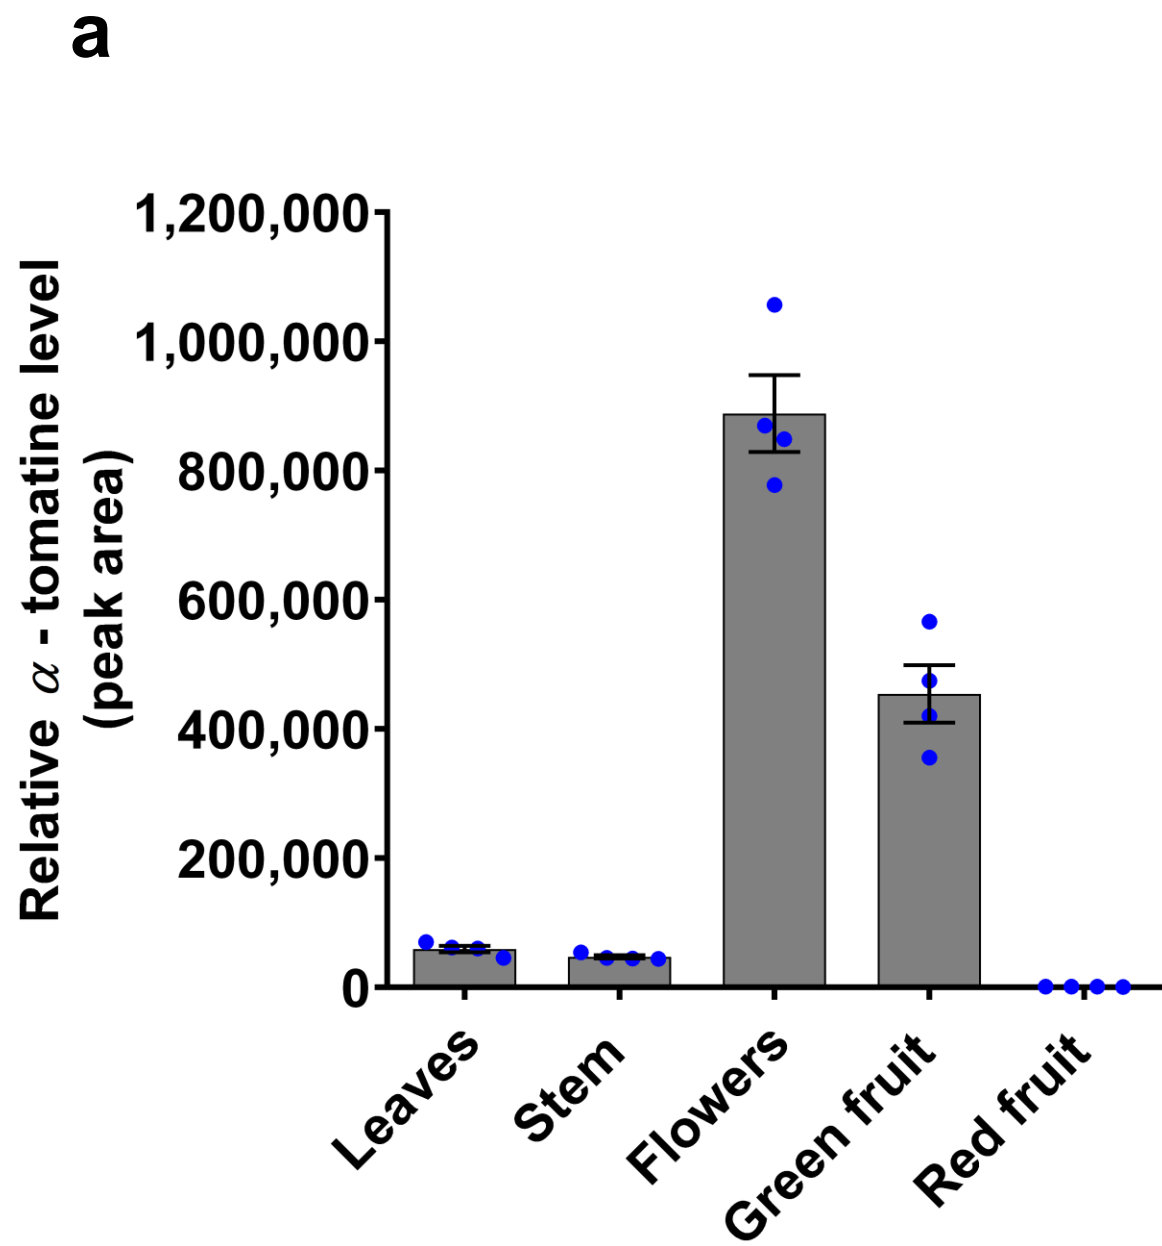 a
Relative α - tomatine level
(peak area)
1,200,000
1,000,000
800,000
600,000
400,000
200,000
0
Leaves
Stem
Flowers
Green fruit
Red fruit